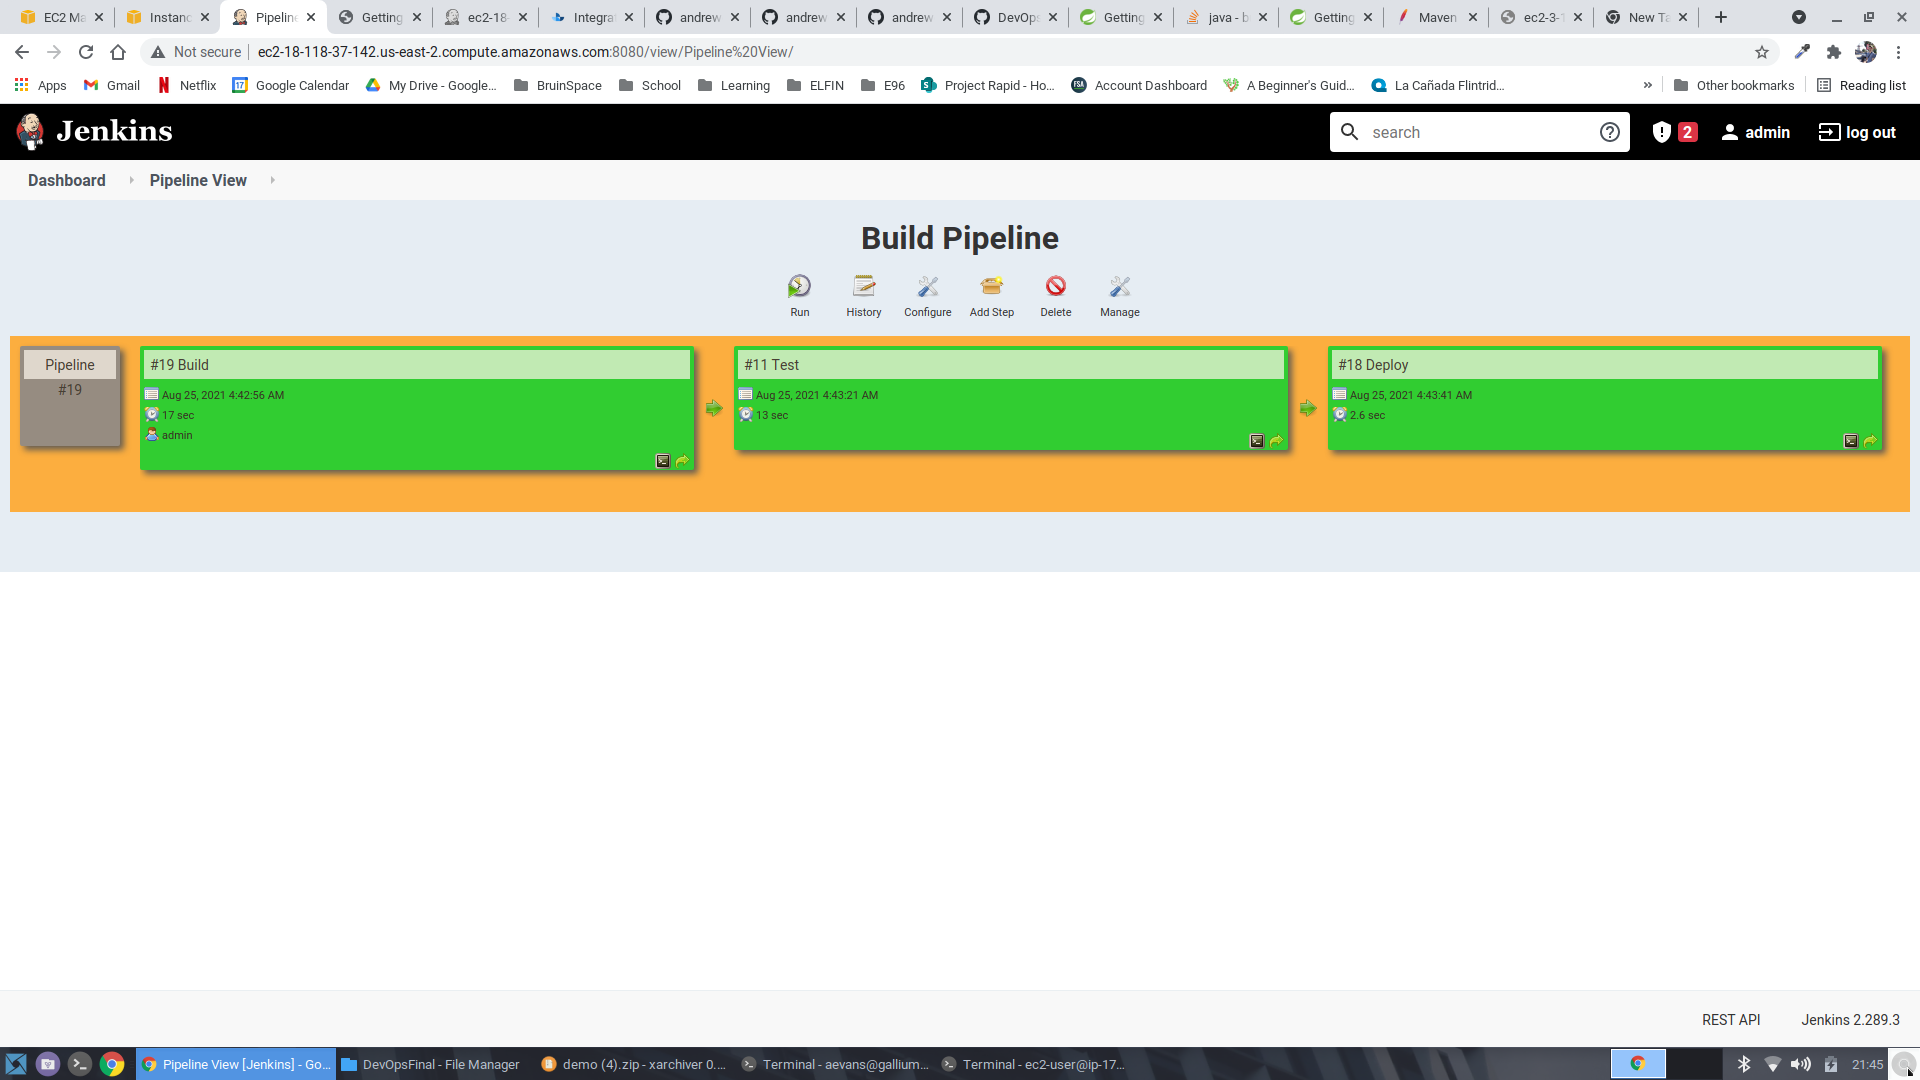 EC2 Ma Instanc Pipeline Getting ec2-18- Integra andrew andrew andrew DevOps Getting java - b Getting Maven ec2-3-1 New Ta
Not secure ec2-18-118-37-142.us-east-2.compute.amazonaws.com:8080/view/Pipeline%20View/
Apps Gmail Netflix Google Calendar My Drive - Google... BruinSpace School Learning ELFIN E96 Project Rapid - Ho... Account Dashboard A Beginner's Guid... La Cañada Flintrid... » Other bookmarks Reading list
Jenkins search 2 admin log out
Dashboard Pipeline View
Build Pipeline
Run History Configure Add Step Delete Manage
Pipeline #19 Build #11 Test #18 Deploy
#19 Aug 25, 2021 4:42:56 AM Aug 25, 2021 4:43:21 AM Aug 25, 2021 4:43:41 AM
17 sec 13 sec 2.6 sec
admin
REST API Jenkins 2.289.3
Pipeline View [Jenkins] - Go... DevOpsFinal - File Manager demo (4).zip - xarchiver 0.... Terminal - aevans@gallium... Terminal - ec2-user@ip-17... 21:45